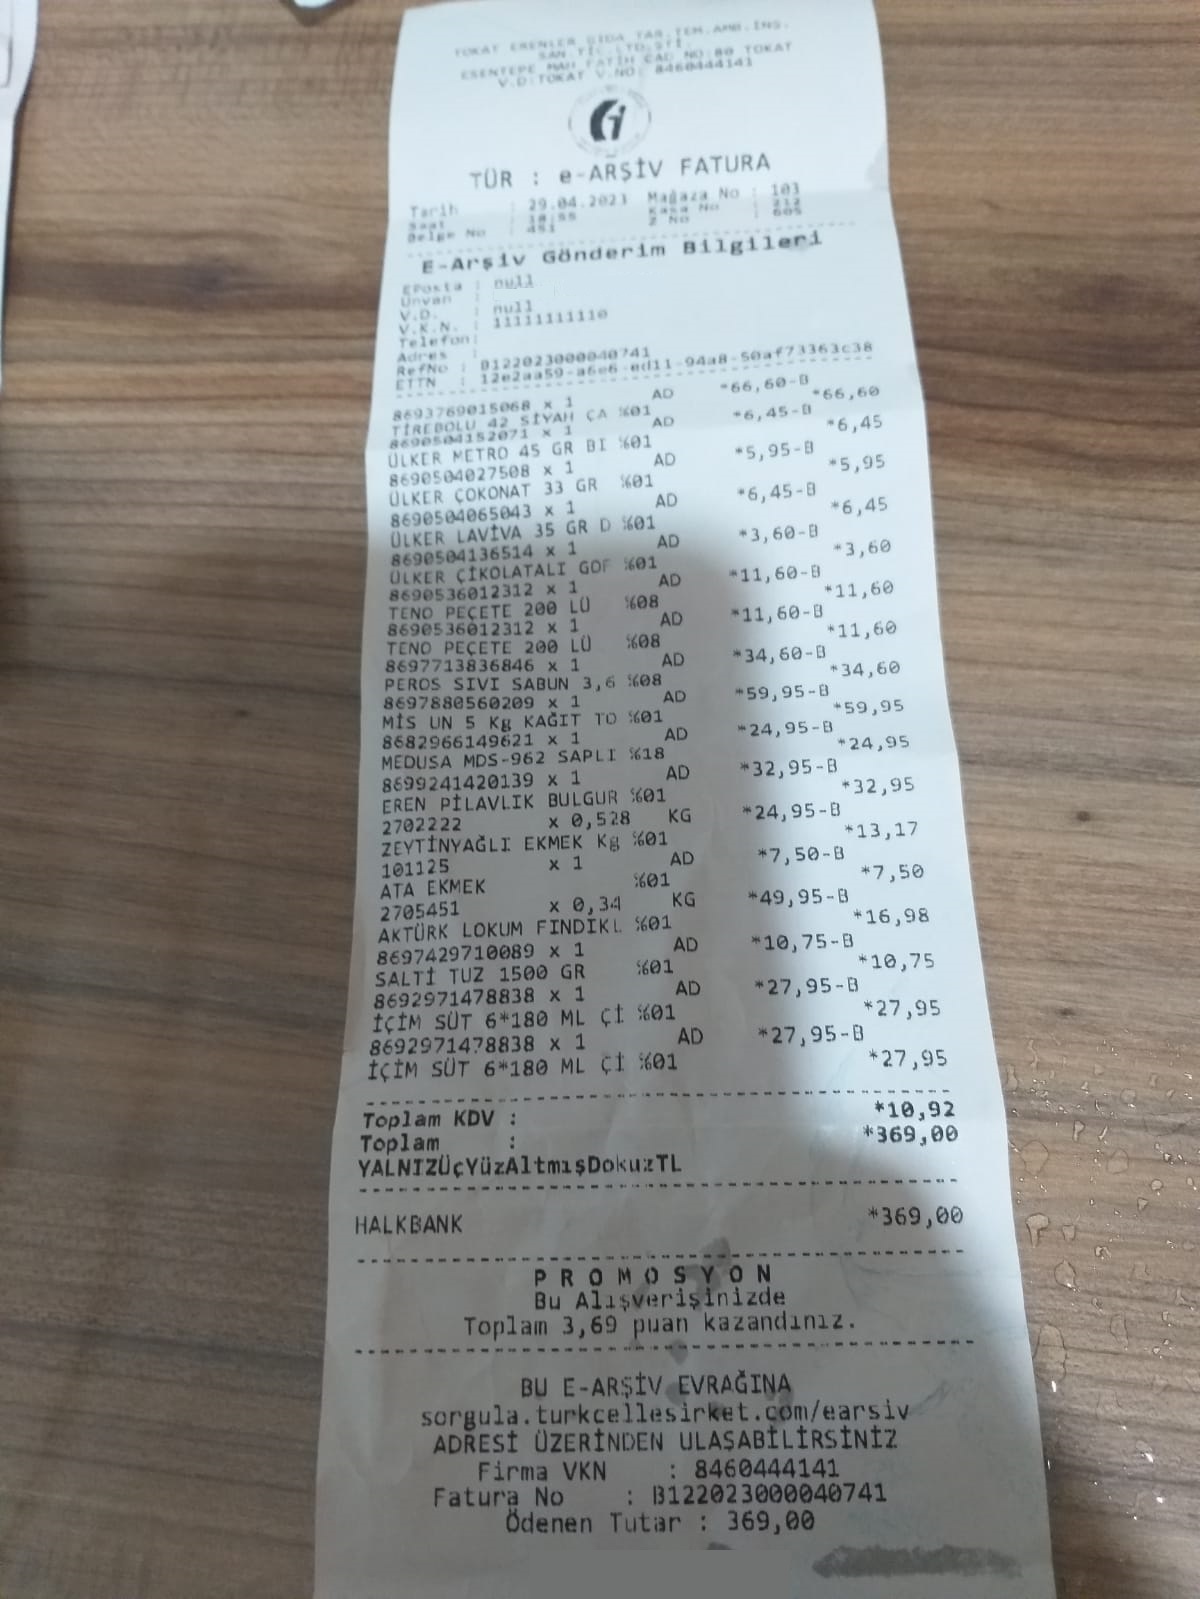 TOKAT ERENLER GIDA TAR.TEM.AMB.İNS.
SAN.TİC.LTD.ŞTİ.
ESENTEPE MAH FATİH CAD NO:80 TOKAT
V.D:TOKAT V.NO: 8460444141
TÜR : e-ARŞİV FATURA
Tarih : 29.04.2023 Mağaza No : 103
Saat : 18:55 Kasa No : 212
Belge No : 451 Z No : 605
E-Arşiv Gönderim Bilgileri
EPosta : null
Ünvan :
V.D. : null
V.K.N. : 11111111110
Telefon:
Adres :
RefNo : B122023000040741
ETTN : 12e2aa59-a6e6-ed11-94a8-50af73363c38
8693769015068 x 1 AD *66,60-B
TİREBOLU 42 SİYAH ÇA %01 *66,60
8690504152071 x 1 AD *6,45-B
ÜLKER METRO 45 GR BI %01 *6,45
8690504027508 x 1 AD *5,95-B
ÜLKER ÇOKONAT 33 GR %01 *5,95
8690504065043 x 1 AD *6,45-B
ÜLKER LAVİVA 35 GR D %01 *6,45
8690504136514 x 1 AD *3,60-B
ÜLKER ÇİKOLATALI GOF %01 *3,60
8690536012312 x 1 AD *11,60-B
TENO PEÇETE 200 LÜ %08 *11,60
8690536012312 x 1 AD *11,60-B
TENO PEÇETE 200 LÜ %08 *11,60
8697713836846 x 1 AD *34,60-B
PEROS SIVI SABUN 3,6 %08 *34,60
8697880560209 x 1 AD *59,95-B
MİS UN 5 Kg KAĞIT TO %01 *59,95
8682966149621 x 1 AD *24,95-B
MEDUSA MDS-962 SAPLI %18 *24,95
8699241420139 x 1 AD *32,95-B
EREN PİLAVLIK BULGUR %01 *32,95
2702222 x 0,528 KG *24,95-B
ZEYTİNYAĞLI EKMEK Kg %01 *13,17
101125 x 1 AD *7,50-B
ATA EKMEK %01 *7,50
2705451 x 0,34 KG *49,95-B
AKTÜRK LOKUM FINDIKL %01 *16,98
8697429710089 x 1 AD *10,75-B
SALTİ TUZ 1500 GR %01 *10,75
8692971478838 x 1 AD *27,95-B
İÇİM SÜT 6*180 ML Çİ %01 *27,95
8692971478838 x 1 AD *27,95-B
İÇİM SÜT 6*180 ML Çİ %01 *27,95
Toplam KDV : *10,92
Toplam : *369,00
YALNIZÜçYüzAltmışDokuzTL
HALKBANK *369,00
PROMOSYON
Bu Alışverişinizde
Toplam 3,69 puan kazandınız.
BU E-ARŞİV EVRAĞINA
sorgula.turkcellesirket.com/earsiv
ADRESİ ÜZERİNDEN ULAŞABİLİRSİNİZ
Firma VKN : 8460444141
Fatura No : B122023000040741
Ödenen Tutar : 369,00